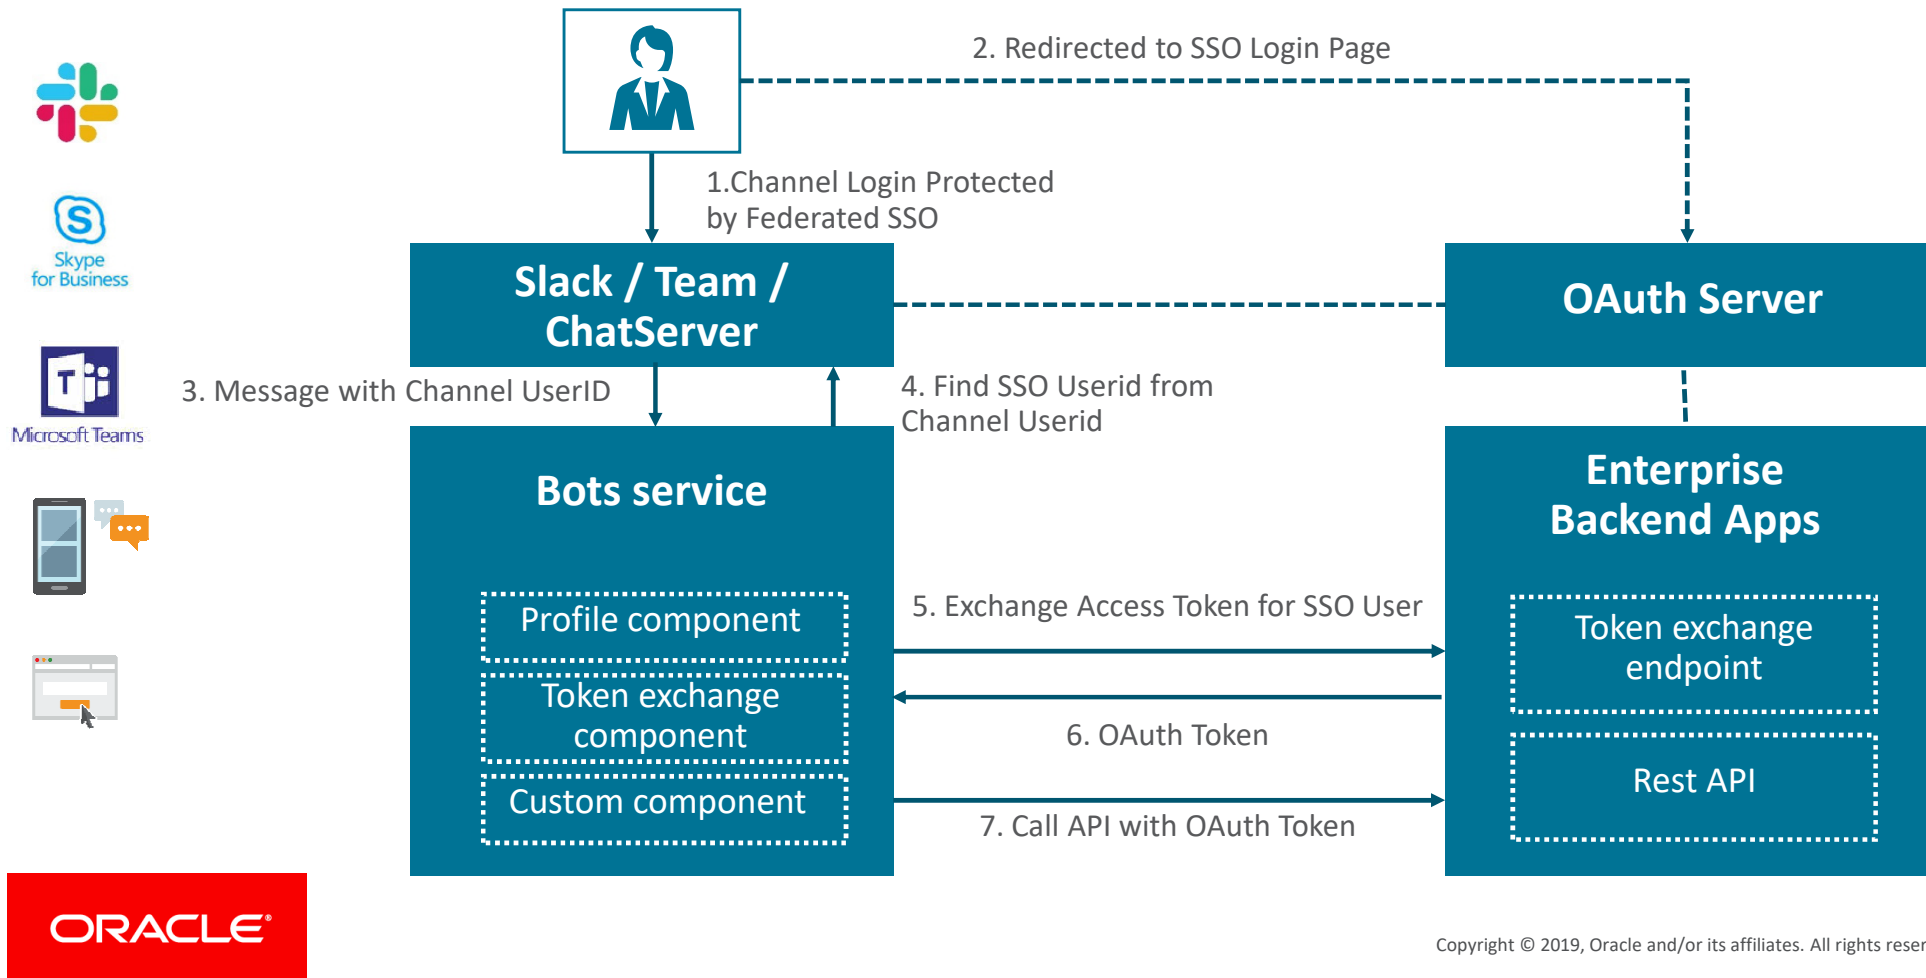 2. Redirected to SSO Login Page
1.Channel Login Protected
by Federated SSO
Skype
for Business
Slack / Team /
ChatServer
OAuth Server
T
Microsoft Teams
3. Message with Channel UserID
4. Find SSO Userid from
Channel Userid
Bots service
Enterprise
Backend Apps
Profile component
5. Exchange Access Token for SSO User
Token exchange
endpoint
Token exchange
component
6. OAuth Token
Custom component
Rest API
7. Call API with OAuth Token
ORACLE®
Copyright © 2019, Oracle and/or its affiliates. All rights reser